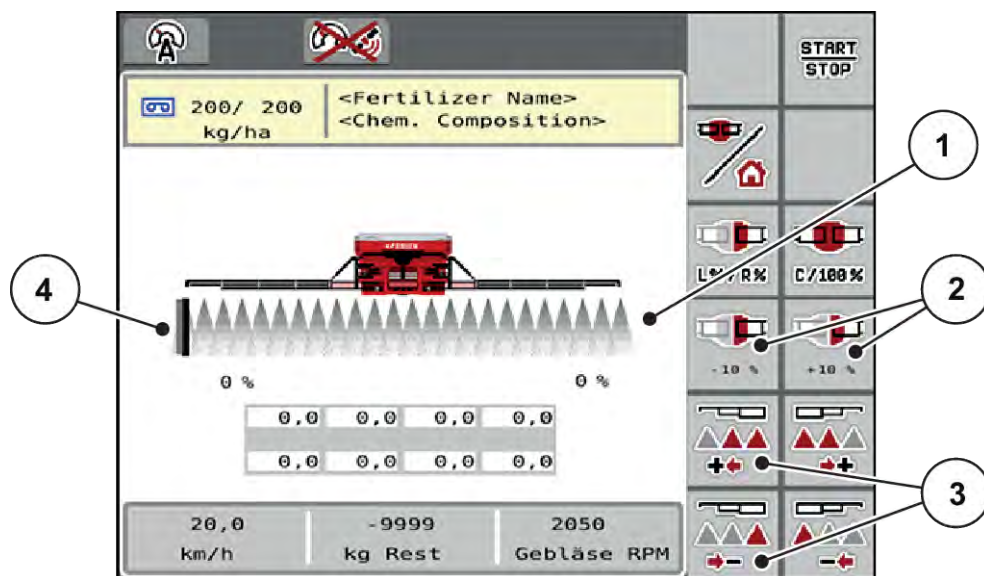 A
START
STOP
200/ 200
kg/ha
<Fertilizer Name>
<Chem. Composition>
1
L% / R%
C/100%
4
2
-10 %
+10 %
0 %
0 %
0,0 0,0 0,0 0,0
0,0 0,0 0,0 0,0
3
20,0
km/h
-9999
kg Rest
2050
Gebläse RPM